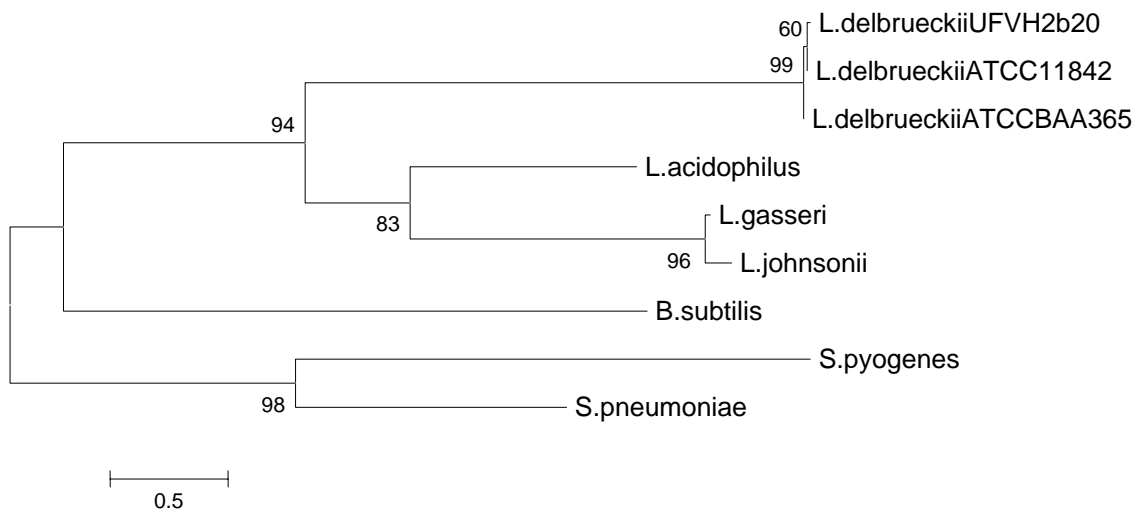 60
L.delbrueckiiUFVH2b20
99
L.delbrueckiiATCC11842
L.delbrueckiiATCCBAA365
94
L.acidophilus
83
L.gasseri
96
L.johnsonii
B.subtilis
S.pyogenes
98
S.pneumoniae
0.5